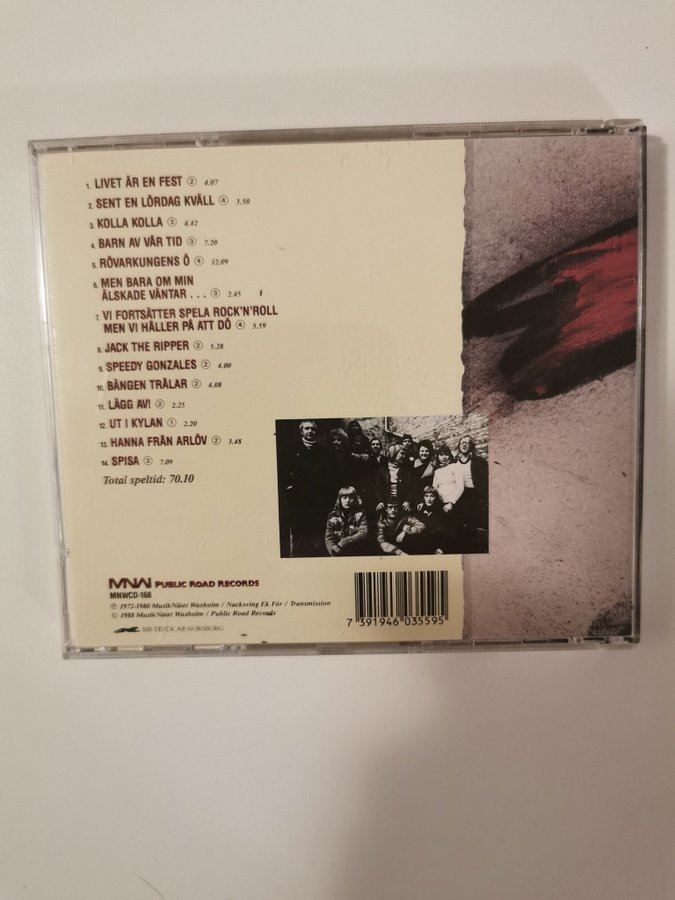 1. LIVET ÄR EN FEST ② 4.07
2. SENT EN LÖRDAG KVÄLL ④ 3.50
3. KOLLA KOLLA ③ 4.42
4. BARN AV VÅR TID ③ 7.20
5. RÖVARKUNGENS Ö ④ 12.09
6. MEN BARA OM MIN
ÄLSKADE VÄNTAR . . . ③ 2.45
7. VI FORTSÄTTER SPELA ROCK'N'ROLL
MEN VI HÅLLER PÅ ATT DÖ ④ 5.59
8. JACK THE RIPPER ② 5.28
9. SPEEDY GONZALES ② 4.00
10. BÄNGEN TRÅLAR ② 4.08
11. LÄGG AV! ② 2.25
12. UT I KYLAN ① 2.20
13. HANNA FRÅN ARLÖV ② 3.48
14. SPISA ③ 7.09
Total speltid: 70.10
MNW PUBLIC ROAD RECORDS
MNWCD-168
Ⓟ 1972-1980 MusikNätet Waxholm / Nacksving Ek För / Transmission
© 1988 MusikNätet Waxholm / Public Road Records
SIB-TRYCK AB NORSBORG
7 391946 035595